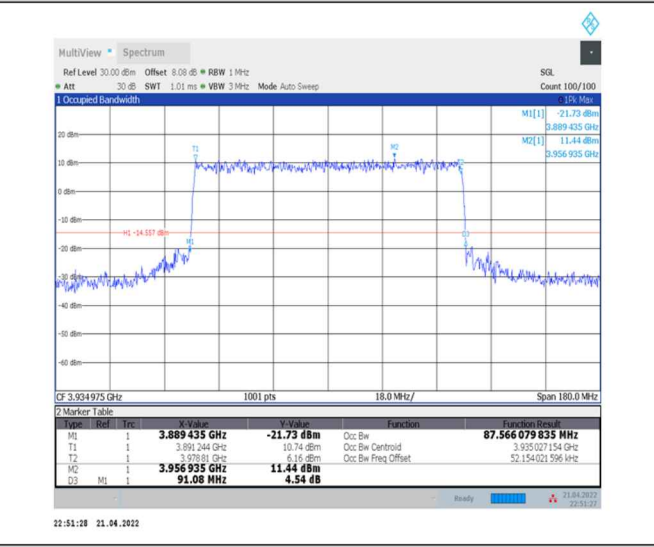 MultiView Spectrum
Ref Level 30.00 dBm Offset 8.08 dB RBW 1 MHz SGL
Att 30 dB SWT 1.01 ms VBW 3 MHz Mode Auto Sweep Count 100/100
1 Occupied Bandwidth 1Pk Max
M1[1] -21.73 dBm
3.889 435 GHz
M2[1] 11.44 dBm
3.956 935 GHz
20 dBm
T1 M2
10 dBm
0 dBm
-10 dBm
H1 -14.557 dBm
M1 D3
-20 dBm
-30 dBm
-40 dBm
-50 dBm
-60 dBm
CF 3.934 975 GHz 1001 pts 18.0 MHz/ Span 180.0 MHz
2 Marker Table
Type Ref Trc X-Value Y-Value Function Function Result
M1 1 3.889 435 GHz -21.73 dBm Occ Bw 87.566 079 835 MHz
T1 1 3.891 244 GHz 10.74 dBm Occ Bw Centroid 3.935 027 154 GHz
T2 1 3.978 81 GHz 6.16 dBm Occ Bw Freq Offset 52.154 021 596 kHz
M2 1 3.956 935 GHz 11.44 dBm
D3 M1 1 91.08 MHz 4.54 dB
Ready 21.04.2022
22:51:27
22:51:28 21.04.2022